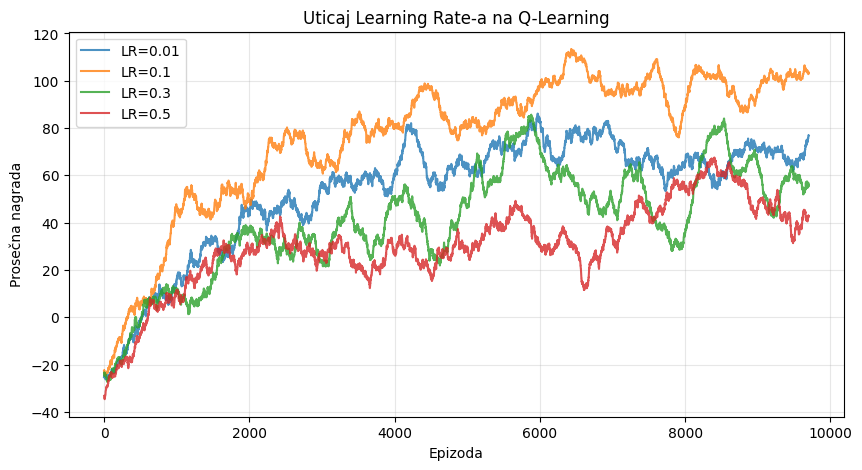 Uticaj Learning Rate-a na Q-Learning
LR=0.01
LR=0.1
LR=0.3
LR=0.5
Prosečna nagrada
120
100
80
60
40
20
0
−20
−40
0
2000
4000
6000
8000
10000
Epizoda